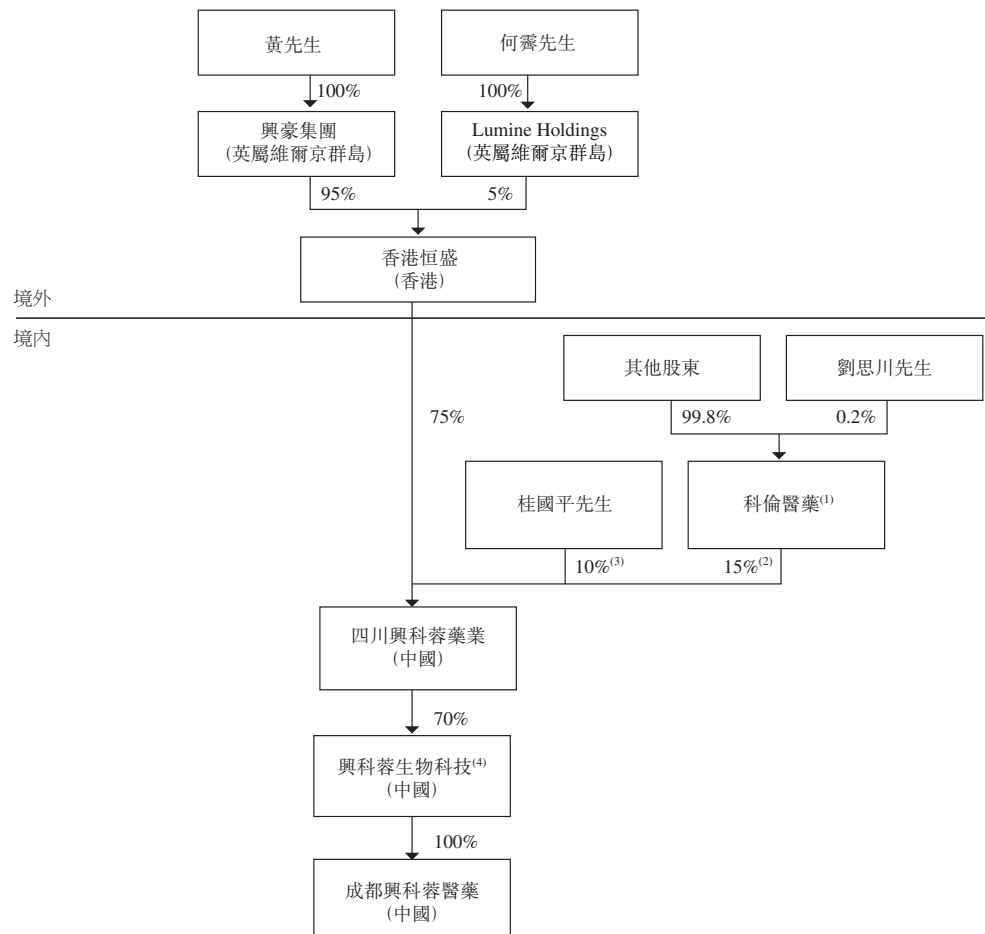 黃先生
何霽先生
100%
100%
興豪集團
(英屬維爾京群島)
Lumine Holdings
(英屬維爾京群島)
95%
5%
香港恒盛
(香港)
境外
境內
其他股東
劉思川先生
75%
99.8%
0.2%
桂國平先生
科倫醫藥(1)
10%(3)
15%(2)
四川興科蓉藥業
(中國)
70%
興科蓉生物科技(4)
(中國)
100%
成都興科蓉醫藥
(中國)